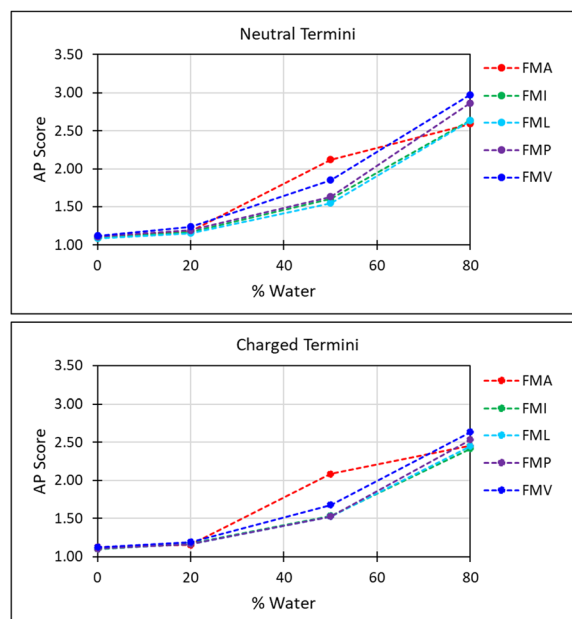 Neutral Termini
3.50
3.00
2.50
2.00
1.50
1.00
AP Score
0 20 40 60 80
% Water
FMA
FMI
FML
FMP
FMV
Charged Termini
3.50
3.00
2.50
2.00
1.50
1.00
AP Score
0 20 40 60 80
% Water
FMA
FMI
FML
FMP
FMV